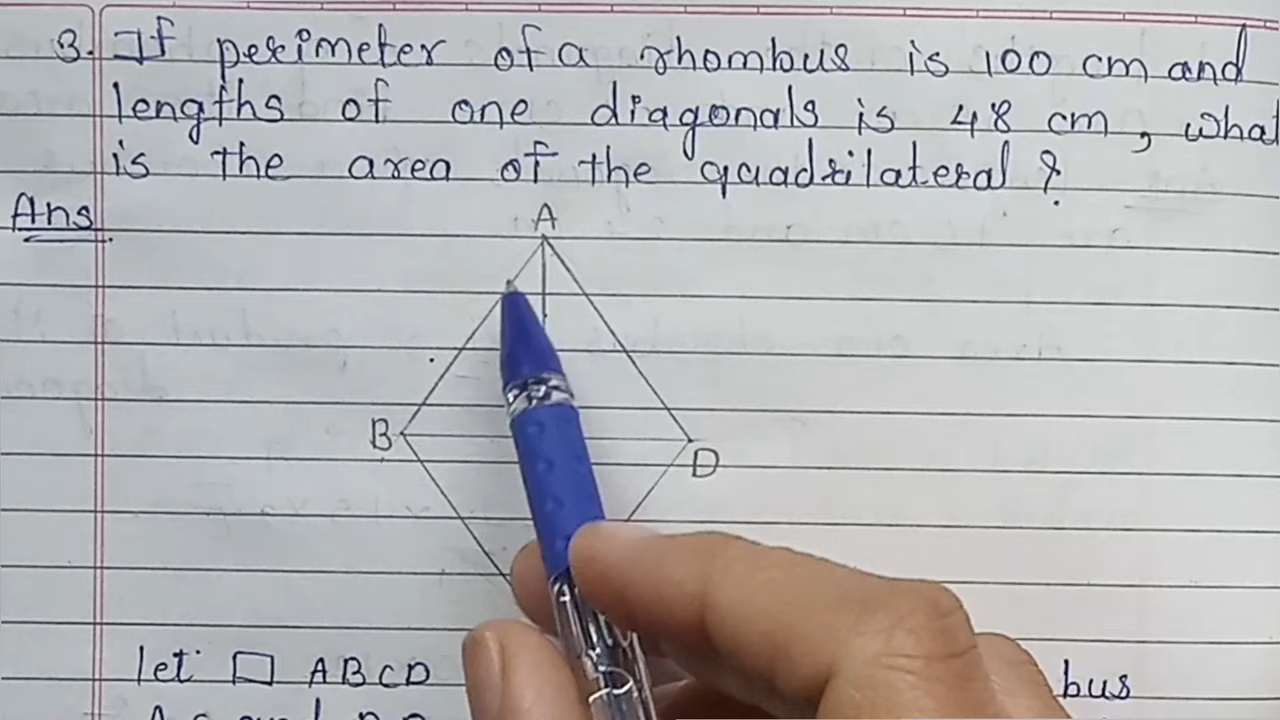 3. If perimeter of a rhombus is 100 cm and
lengths of one diagonals is 48 cm, what
is the area of the quadrilateral ?
Ans
A
B
D
let □ ABCD bus